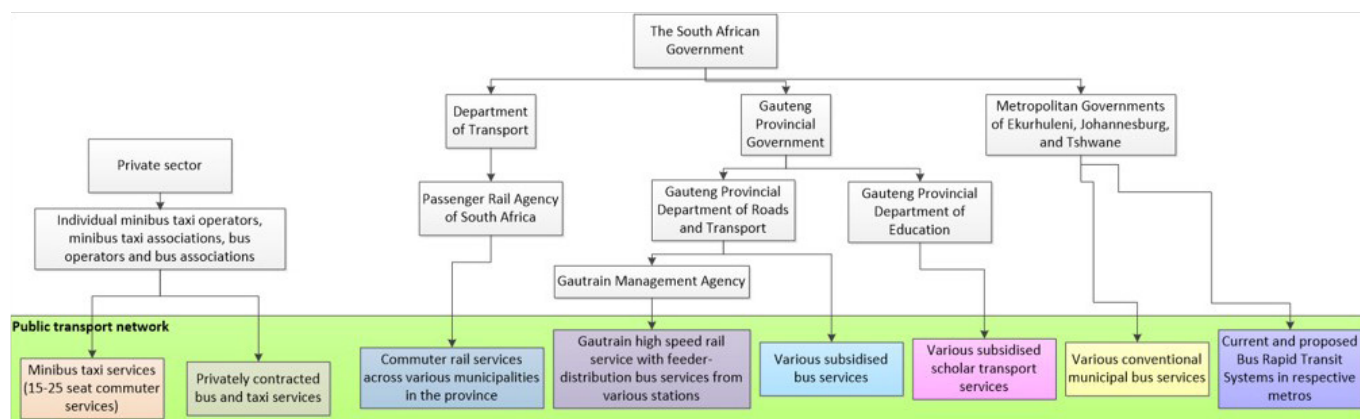 The South African
Government
Department
of Transport
Gauteng
Provincial
Government
Metropolitan Governments
of Ekurhuleni, Johannesburg,
and Tshwane
Private sector
Passenger Rail Agency
of South Africa
Gauteng Provincial
Department of Roads
and Transport
Gauteng Provincial
Department of
Education
Individual minibus taxi operators,
minibus taxi associations, bus
operators and bus associations
Gautrain Management Agency
Public transport network
Minibus taxi services
(15-25 seat commuter
services)
Privately contracted
bus and taxi services
Commuter rail services
across various municipalities
in the province
Gautrain high speed rail
service with feeder-
distribution bus services from
various stations
Various subsidised
bus services
Various subsidised
scholar transport
services
Various conventional
municipal bus services
Current and proposed
Bus Rapid Transit
Systems in respective
metros